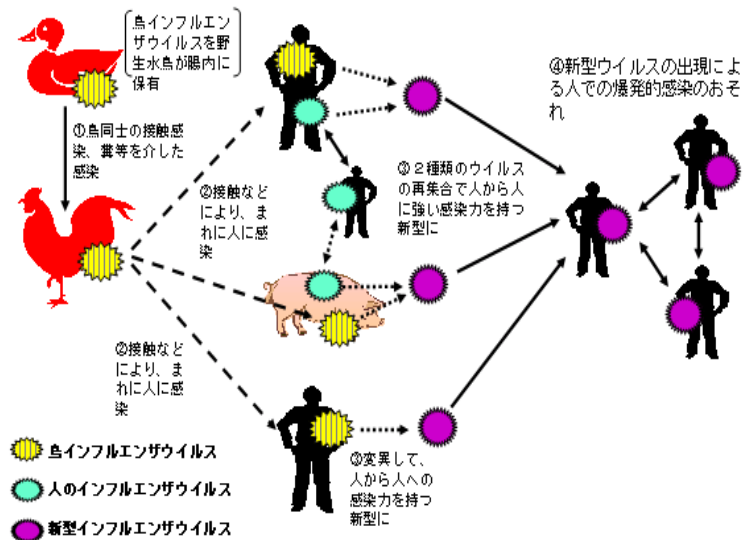 鳥インフルエン
ザウイルスを野
生水鳥が腸内に
保有
①鳥同士の接触感
染、糞等を介した
感染
②接触など
により、ま
れに人に感
染
③２種類のウイルス
の再集合で人から人
に強い感染力を持つ
新型に
④新型ウイルスの出現によ
る人での爆発的感染のおそ
れ
②接触など
により、ま
れに人に感
染
③変異して、
人から人への
感染力を持つ
新型に
鳥インフルエンザウイルス
人のインフルエンザウイルス
新型インフルエンザウイルス